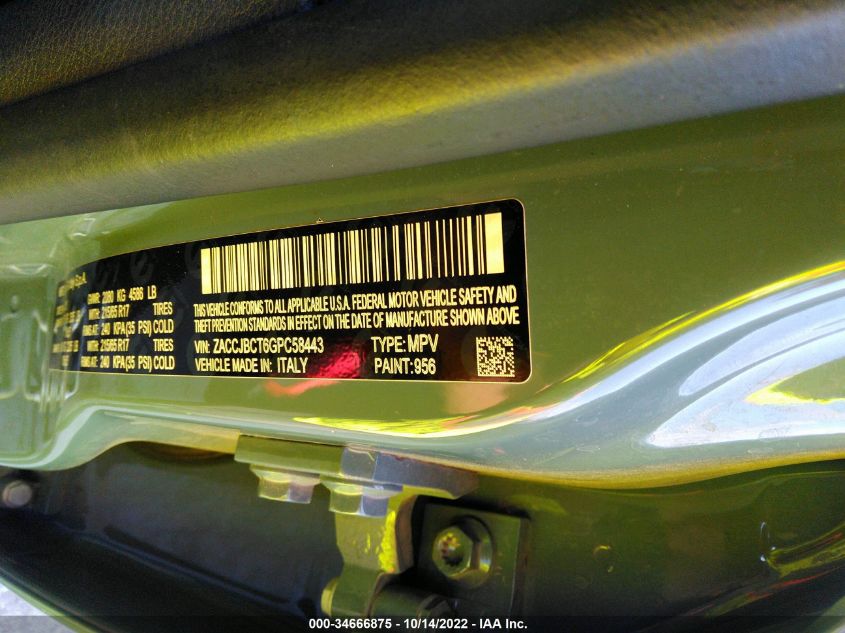 THIS VEHICLE CONFORMS TO ALL APPLICABLE U.S.A. FEDERAL MOTOR VEHICLE SAFETY AND
THEFT PREVENTION STANDARDS IN EFFECT ON THE DATE OF MANUFACTURE SHOWN ABOVE
VIN: ZACCJBCT6GPC58443 TYPE: MPV
VEHICLE MADE IN: ITALY PAINT: 956
KG 4586 LB
215/65 R17 TIRES
240 KPA(35 PSI) COLD
215/65 R17 TIRES
240 KPA(35 PSI) COLD
000-34666875 - 10/14/2022 - IAA Inc.